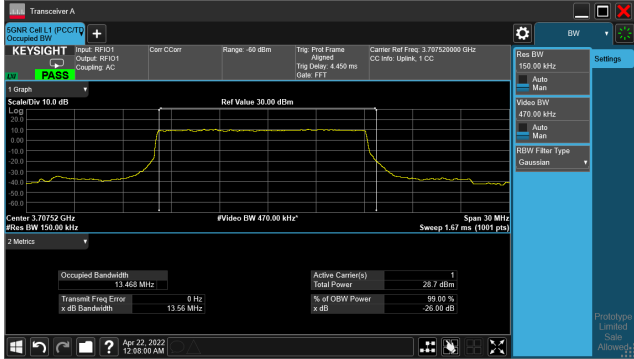 Transceiver A
5GNR Cell L1 (PCC/TD
Occupied BW
BW
KEYSIGHT
Input: RFIO1
Output: RFIO1
Coupling: AC
Corr CCorr
Range: -60 dBm
Trig: Prot Frame
Aligned
Trig Delay: 4.450 ms
Gate: FFT
Carrier Ref Freq: 3.707520000 GHz
CC Info: Uplink, 1 CC
PASS
Res BW
150.00 kHz
Auto
Man
Settings
Video BW
470.00 kHz
Auto
Man
RBW Filter Type
Gaussian
1 Graph
Scale/Div 10.0 dB
Ref Value 30.00 dBm
Log
20.0
10.0
0.00
-10.0
-20.0
-30.0
-40.0
-50.0
-60.0
Center 3.70752 GHz
#Video BW 470.00 kHz*
Span 30 MHz
#Res BW 150.00 kHz
Sweep 1.67 ms (1001 pts)
2 Metrics
Occupied Bandwidth
13.468 MHz
Active Carrier(s) 1
Total Power 28.7 dBm
Transmit Freq Error 0 Hz
x dB Bandwidth 13.56 MHz
% of OBW Power 99.00 %
x dB -26.00 dB
Prototype
Limited
Sale
Allowed
Apr 22, 2022
12:08:00 AM